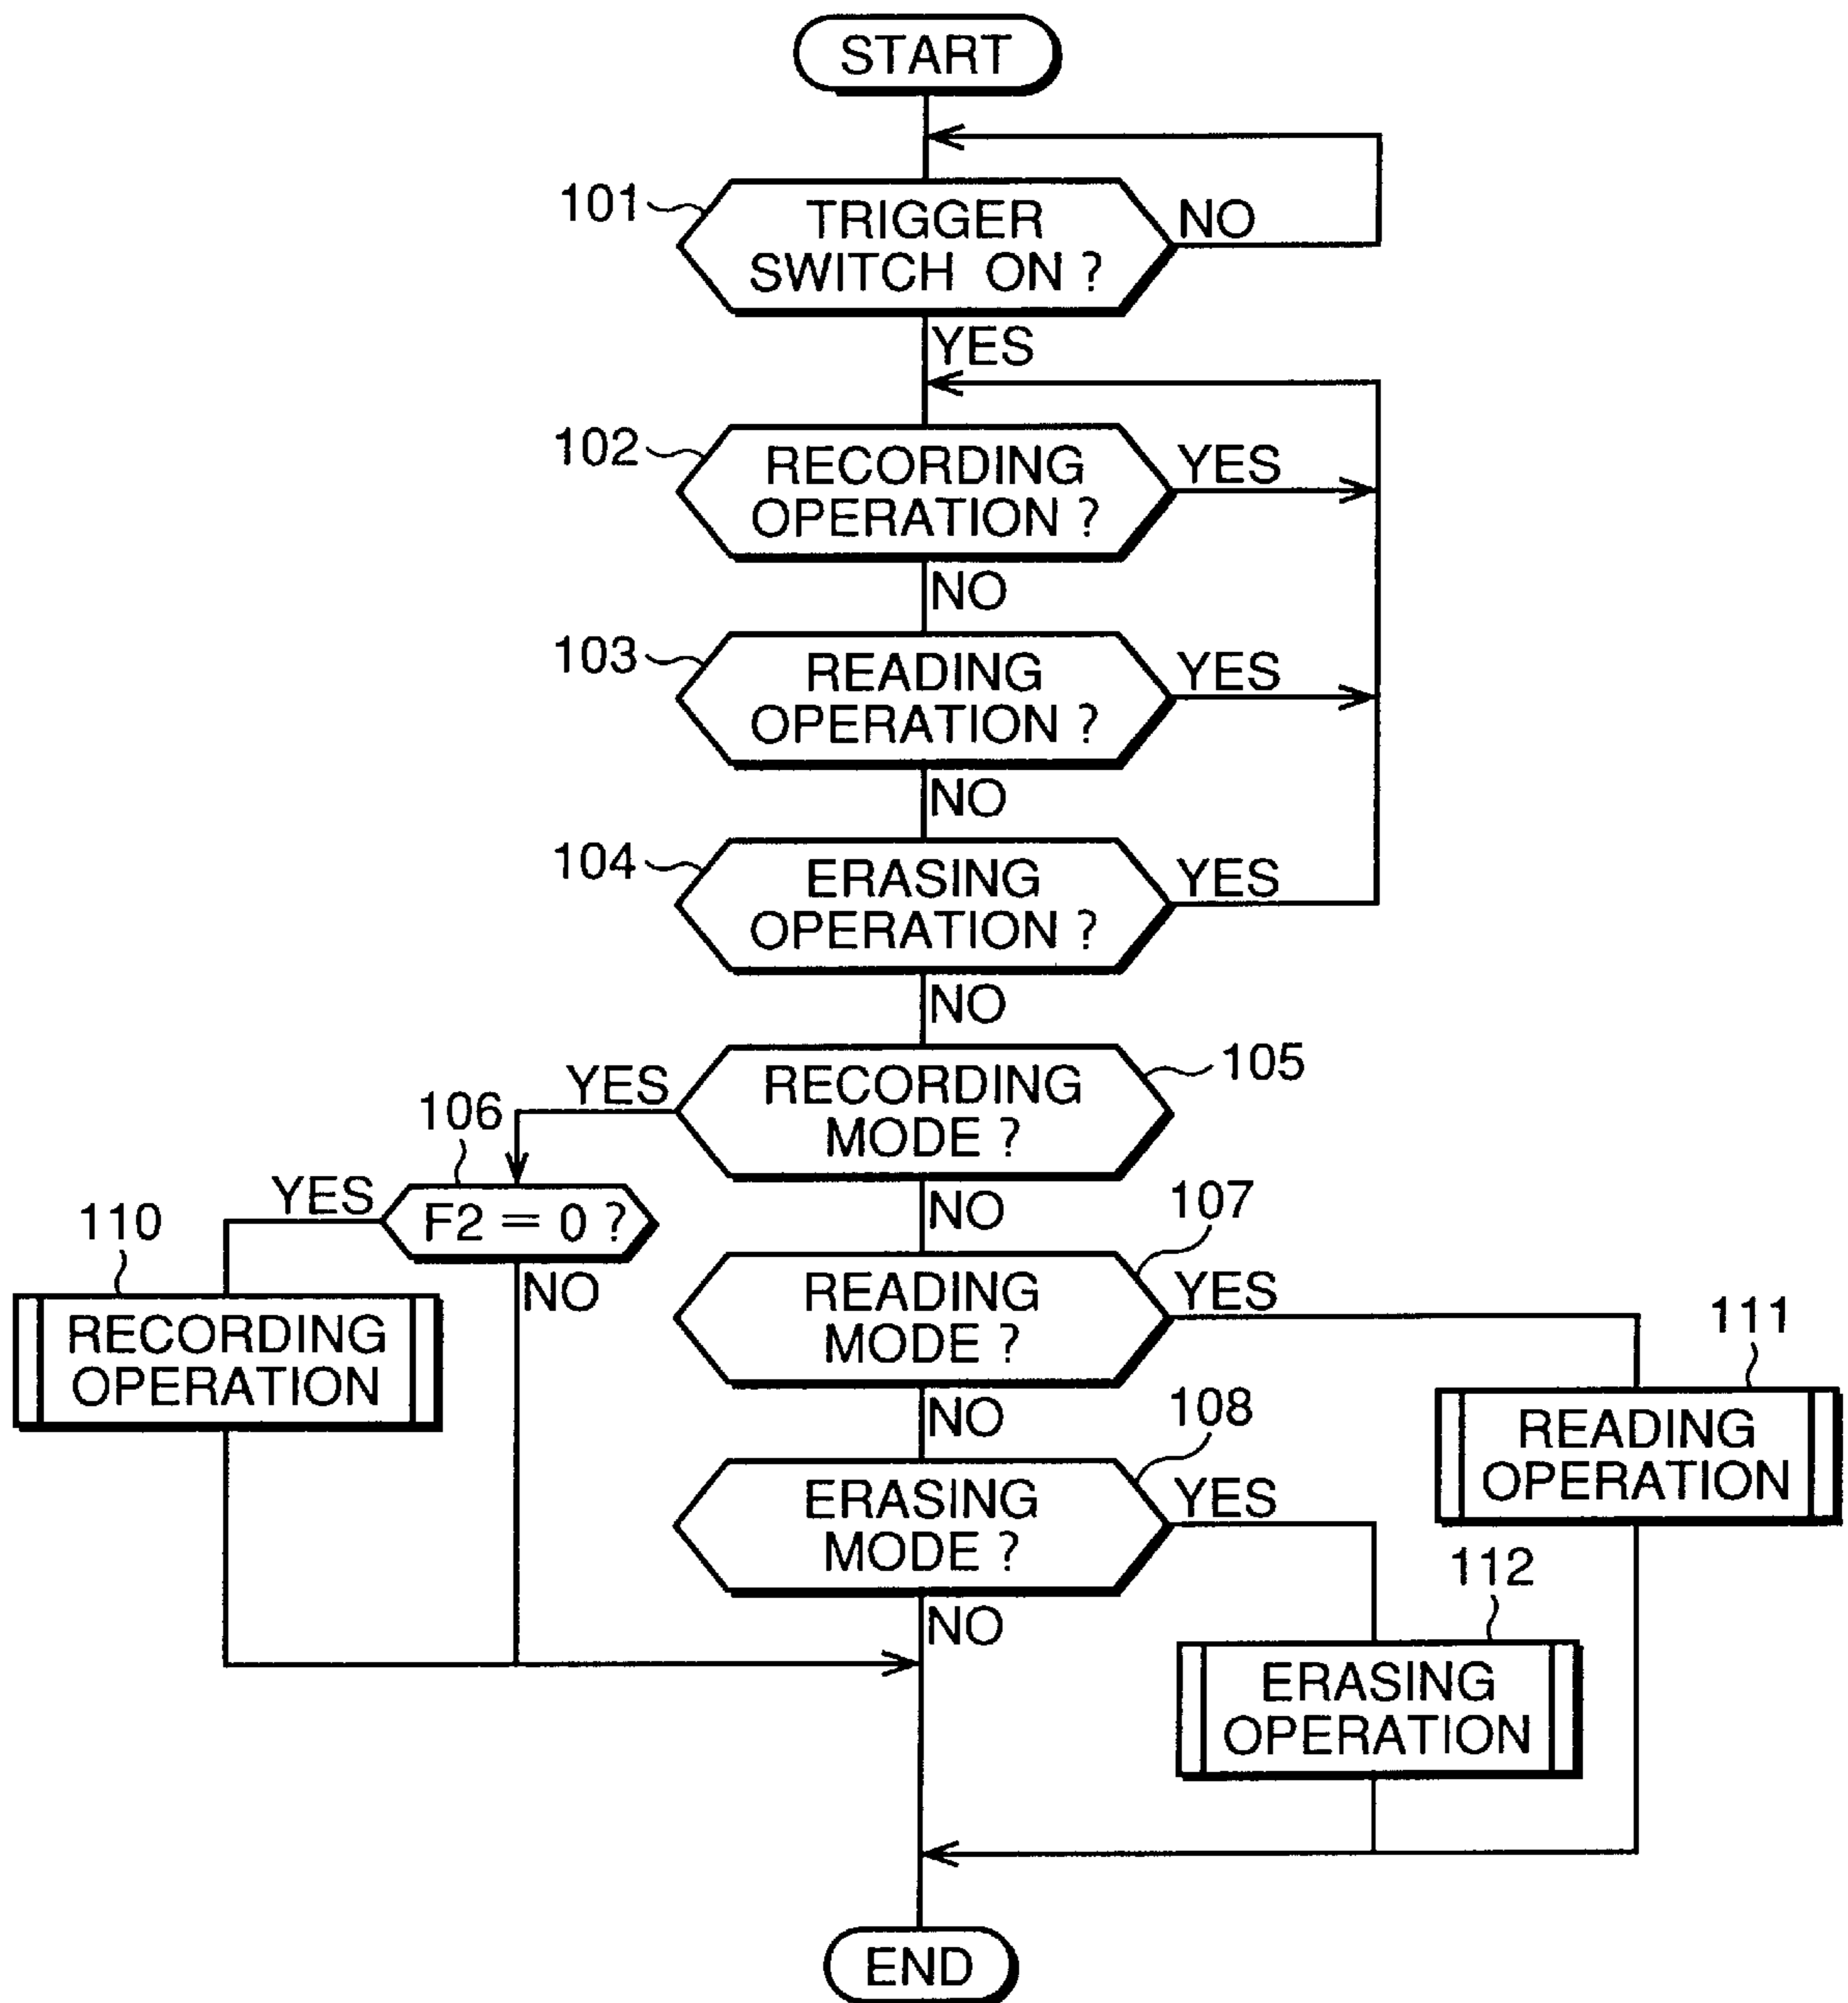 START
101
TRIGGER
SWITCH ON ?
NO
YES
102
RECORDING
OPERATION ?
YES
NO
103
READING
OPERATION ?
YES
NO
104
ERASING
OPERATION ?
YES
NO
105
RECORDING
MODE ?
YES
NO
106
F2 = 0 ?
YES
NO
110
RECORDING
OPERATION
107
READING
MODE ?
YES
NO
111
READING
OPERATION
108
ERASING
MODE ?
YES
NO
112
ERASING
OPERATION
END